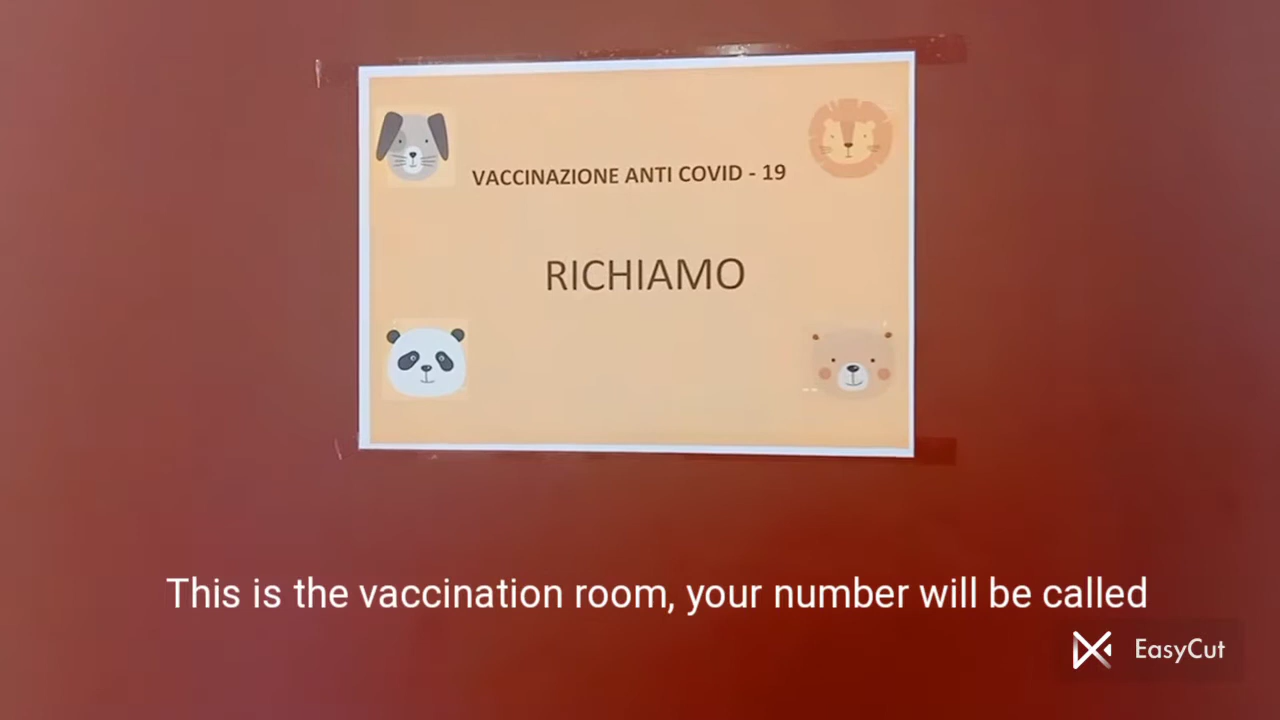 VACCINAZIONE ANTI COVID - 19
RICHIAMO
This is the vaccination room, your number will be called
EasyCut